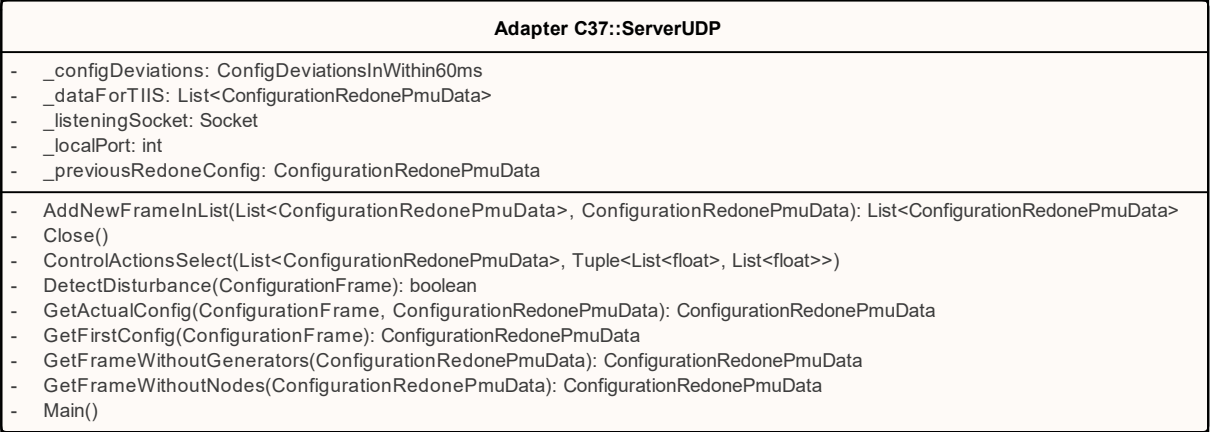 Adapter C37::ServerUDP
- _configDeviations: ConfigDeviationsInWithin60ms
- _dataForTIIS: List<ConfigurationRedonePmuData>
- _listeningSocket: Socket
- _localPort: int
- _previousRedoneConfig: ConfigurationRedonePmuData
- AddNewFrameInList(List<ConfigurationRedonePmuData>, ConfigurationRedonePmuData): List<ConfigurationRedonePmuData>
- Close()
- ControlActionsSelect(List<ConfigurationRedonePmuData>, Tuple<List<float>, List<float>>)
- DetectDisturbance(ConfigurationFrame): boolean
- GetActualConfig(ConfigurationFrame, ConfigurationRedonePmuData): ConfigurationRedonePmuData
- GetFirstConfig(ConfigurationFrame): ConfigurationRedonePmuData
- GetFrameWithoutGenerators(ConfigurationRedonePmuData): ConfigurationRedonePmuData
- GetFrameWithoutNodes(ConfigurationRedonePmuData): ConfigurationRedonePmuData
- Main()